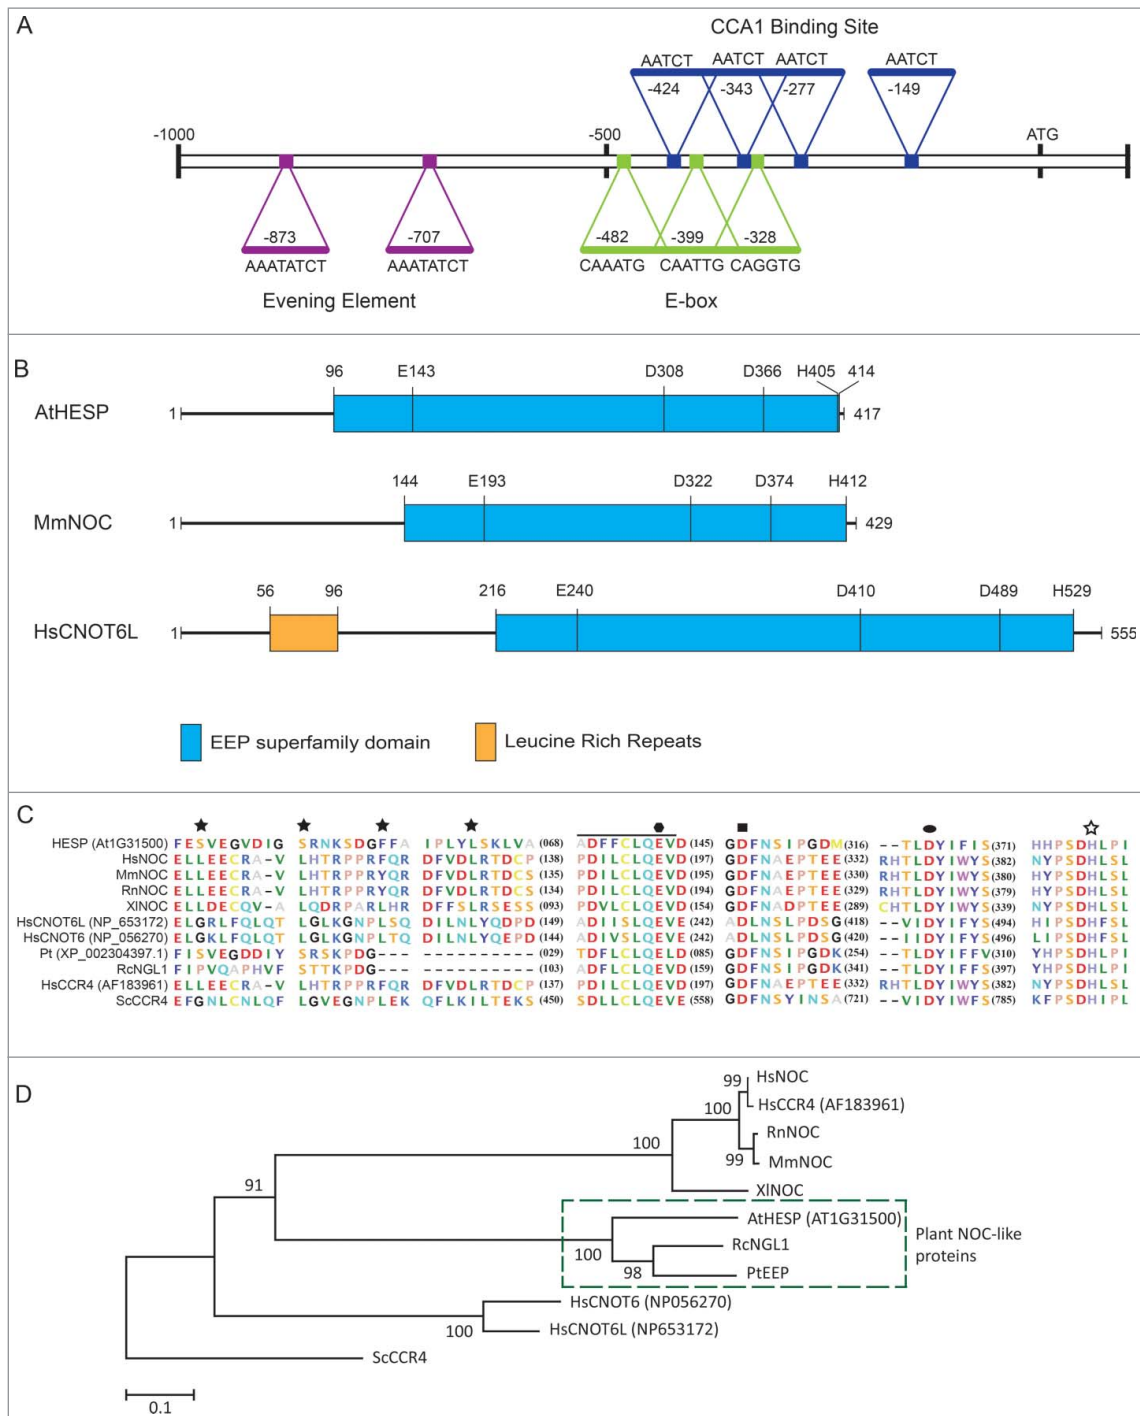 A
CCA1 Binding Site
AATCT AATCT AATCT AATCT
-424 -343 -277 -149
-1000 -500 ATG
-873 -707 -482 -399 -328
AAATATCT AAATATCT CAAATG CAATTG CAGGTG
Evening Element E-box
B
96 E143 D308 D366 H405 414
AtHESP 1 417
144 E193 D322 D374 H412
MmNOC 1 429
56 96 216 E240 D410 D489 H529
HsCNOT6L 1 555
EEP superfamily domain Leucine Rich Repeats
C
HESP (At1G31500) FESVEGVDIG SRNKSDGFFA IPLYLSKLVA (068) ADFFCLQEVD (145) GDFNSIPGDM (316) --TLDYIFIS (371) HHPSDHLPI
HsNOC ELLEECRA-V LHTRPPRFQR DFVDLRTDCP (138) PDILCLQEVD (197) GDFNAEPTEE (332) RHTLDYIWYS (382) NYPSDHLSL
MmNOC ELLEECRA-V LHTRPPRYQR DFVDLRTDCS (135) PDILCLQEVD (195) GDFNAEPTEE (330) RHTLDYIWYS (380) HYPSDHLSL
RnNOC ELLEECRA-V LHTRPPRYQR DFVDLRTDCP (134) PDILCLQEVD (194) GDFNAEPTEE (329) RHTLDYIWYS (379) HYPSDHLSL
XlNOC ELLDECQV-A LQDRPARLHR DFFSLRSESS (093) PDVLCLQEVD (154) GDFNAEPTED (289) CHTLDYIWYS (339) NYPSDHLSL
HsCNOT6L (NP_653172) ELGRLFQLQT LGLKGNPLSQ DILNLYQDPD (149) ADIISLQEVE (242) ADLNSLPDSG (418) --IIDYIFYS (494) HIPSDHFSL
HsCNOT6 (NP_056270) ELGKLFQLQT LGLKGNPLTQ DILNLYQEPD (144) ADIVSLQEVE (242) ADLNSLPDSG (420) --IIDYIFYS (496) LIPSDHFSL
Pt (XP_002304397.1) FISVEGDDIY SRSKPDG--- ---------- (029) TDFICLQELD (085) GDFNSIPGDK (254) --TLDYIFFV (310) YHPSDHLPI
RcNGL1 FIPVQAPHVF STTKPDG--- ---------- (103) ADFVCLQEVD (159) GDFNSIPGDK (341) --TLDYIFFS (397) YHPSDHLPI
HsCCR4 (AF183961) ELLEECRA-V LHTRPPRFQR DFVDLRTDCP (137) PDILCLQEVD (197) GDFNAEPTEE (332) RHTLDYIWYS (382) NYPSDHLSL
ScCCR4 EFGNLCNLQF LGVEGNPLEK QFLKILTEKS (450) SDLLCLQEVE (558) GDFNSYINSA (721) --VIDYIWFS (785) KFPSDHIPL
D
99 HsNOC
HsCCR4 (AF183961)
100
RnNOC
99 MmNOC
100
XlNOC
91
AtHESP (AT1G31500)
100 RcNGL1
98 PtEEP
Plant NOC-like
proteins
HsCNOT6 (NP056270)
100 HsCNOT6L (NP653172)
ScCCR4
0.1